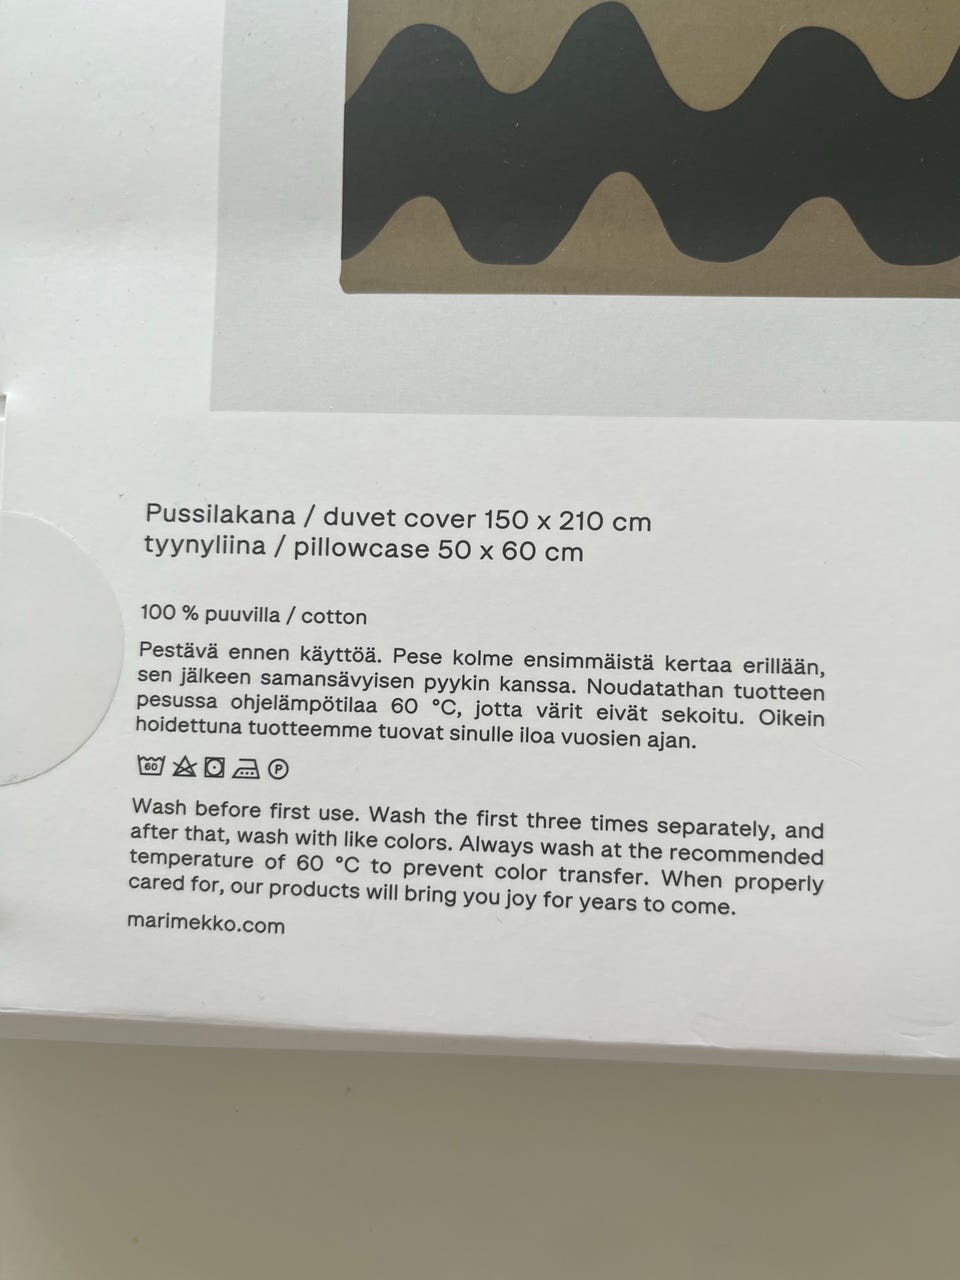 Pussilakana / duvet cover 150 x 210 cm
tyynyliina / pillowcase 50 x 60 cm
100 % puuvilla / cotton
Pestävä ennen käyttöä. Pese kolme ensimmäistä kertaa erillään,
sen jälkeen samansävyisen pyykin kanssa. Noudatathan tuotteen
pesussa ohjelämpötilaa 60 °C, jotta värit eivät sekoitu. Oikein
hoidettuna tuotteemme tuovat sinulle iloa vuosien ajan.
60 P
Wash before first use. Wash the first three times separately, and
after that, wash with like colors. Always wash at the recommended
temperature of 60 °C to prevent color transfer. When properly
cared for, our products will bring you joy for years to come.
marimekko.com